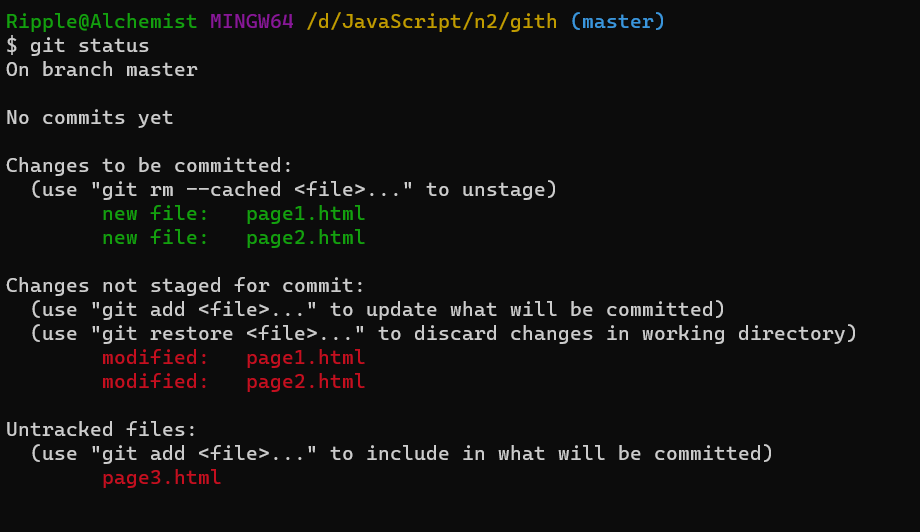 Ripple@Alchemist MINGW64 /d/JavaScript/n2/gith (master)
$ git status
On branch master
No commits yet
Changes to be committed:
  (use "git rm --cached <file>..." to unstage)
        new file:   page1.html
        new file:   page2.html
Changes not staged for commit:
  (use "git add <file>..." to update what will be committed)
  (use "git restore <file>..." to discard changes in working directory)
        modified:   page1.html
        modified:   page2.html
Untracked files:
  (use "git add <file>..." to include in what will be committed)
        page3.html